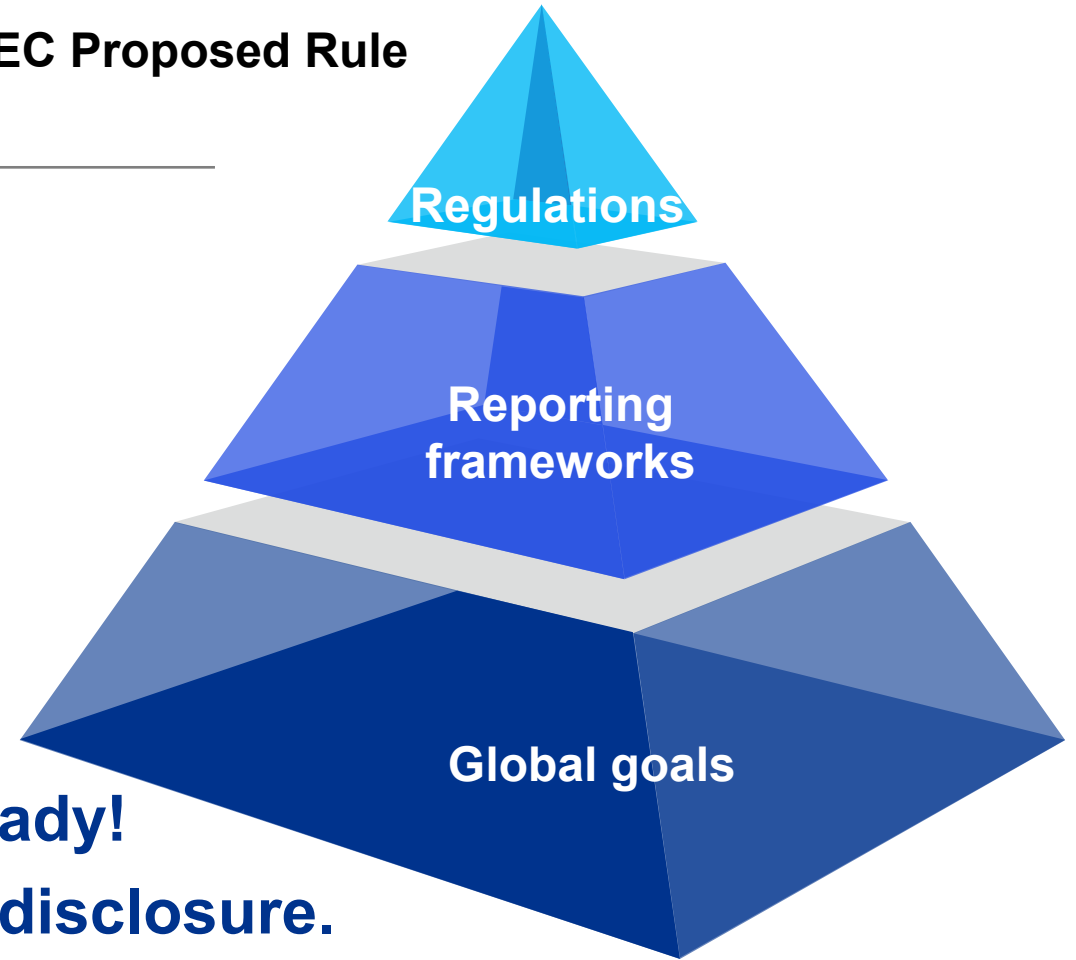 EC Proposed Rule
Regulations
Reporting
frameworks
Global goals
ady!
disclosure.